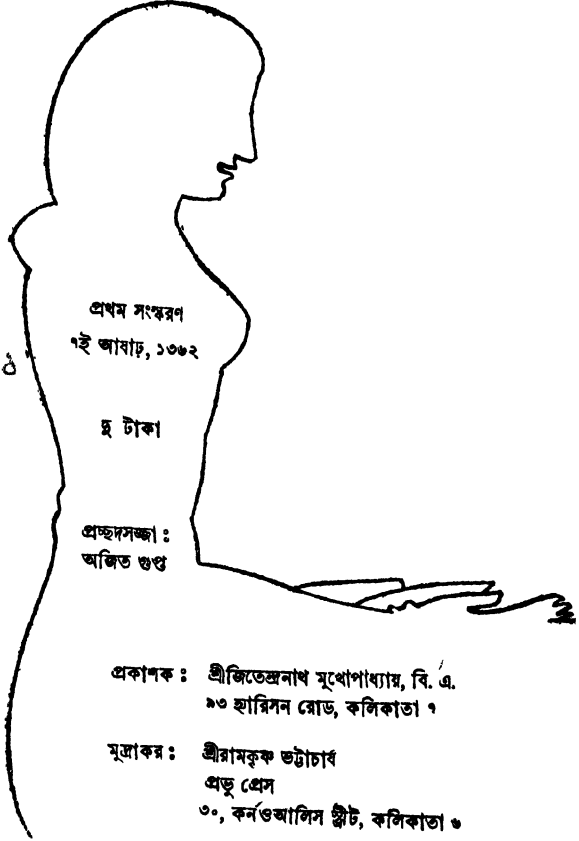 প্রথম সংস্করণ
৭ই আষাঢ়, ১৩৬২
দু টাকা
প্রচ্ছদসজ্জা :
অজিত গুপ্ত
প্রকাশক : শ্রীজিতেন্দ্রনাথ মুখোপাধ্যায়, বি. এ.
৯৩ হ্যারিসন রোড, কলিকাতা ৭
মুদ্রাকর : শ্রীরামকৃষ্ণ ভট্টাচার্য
প্রভু প্রেস
৩০, কর্নওআলিস স্ট্রীট, কলিকাতা ৬